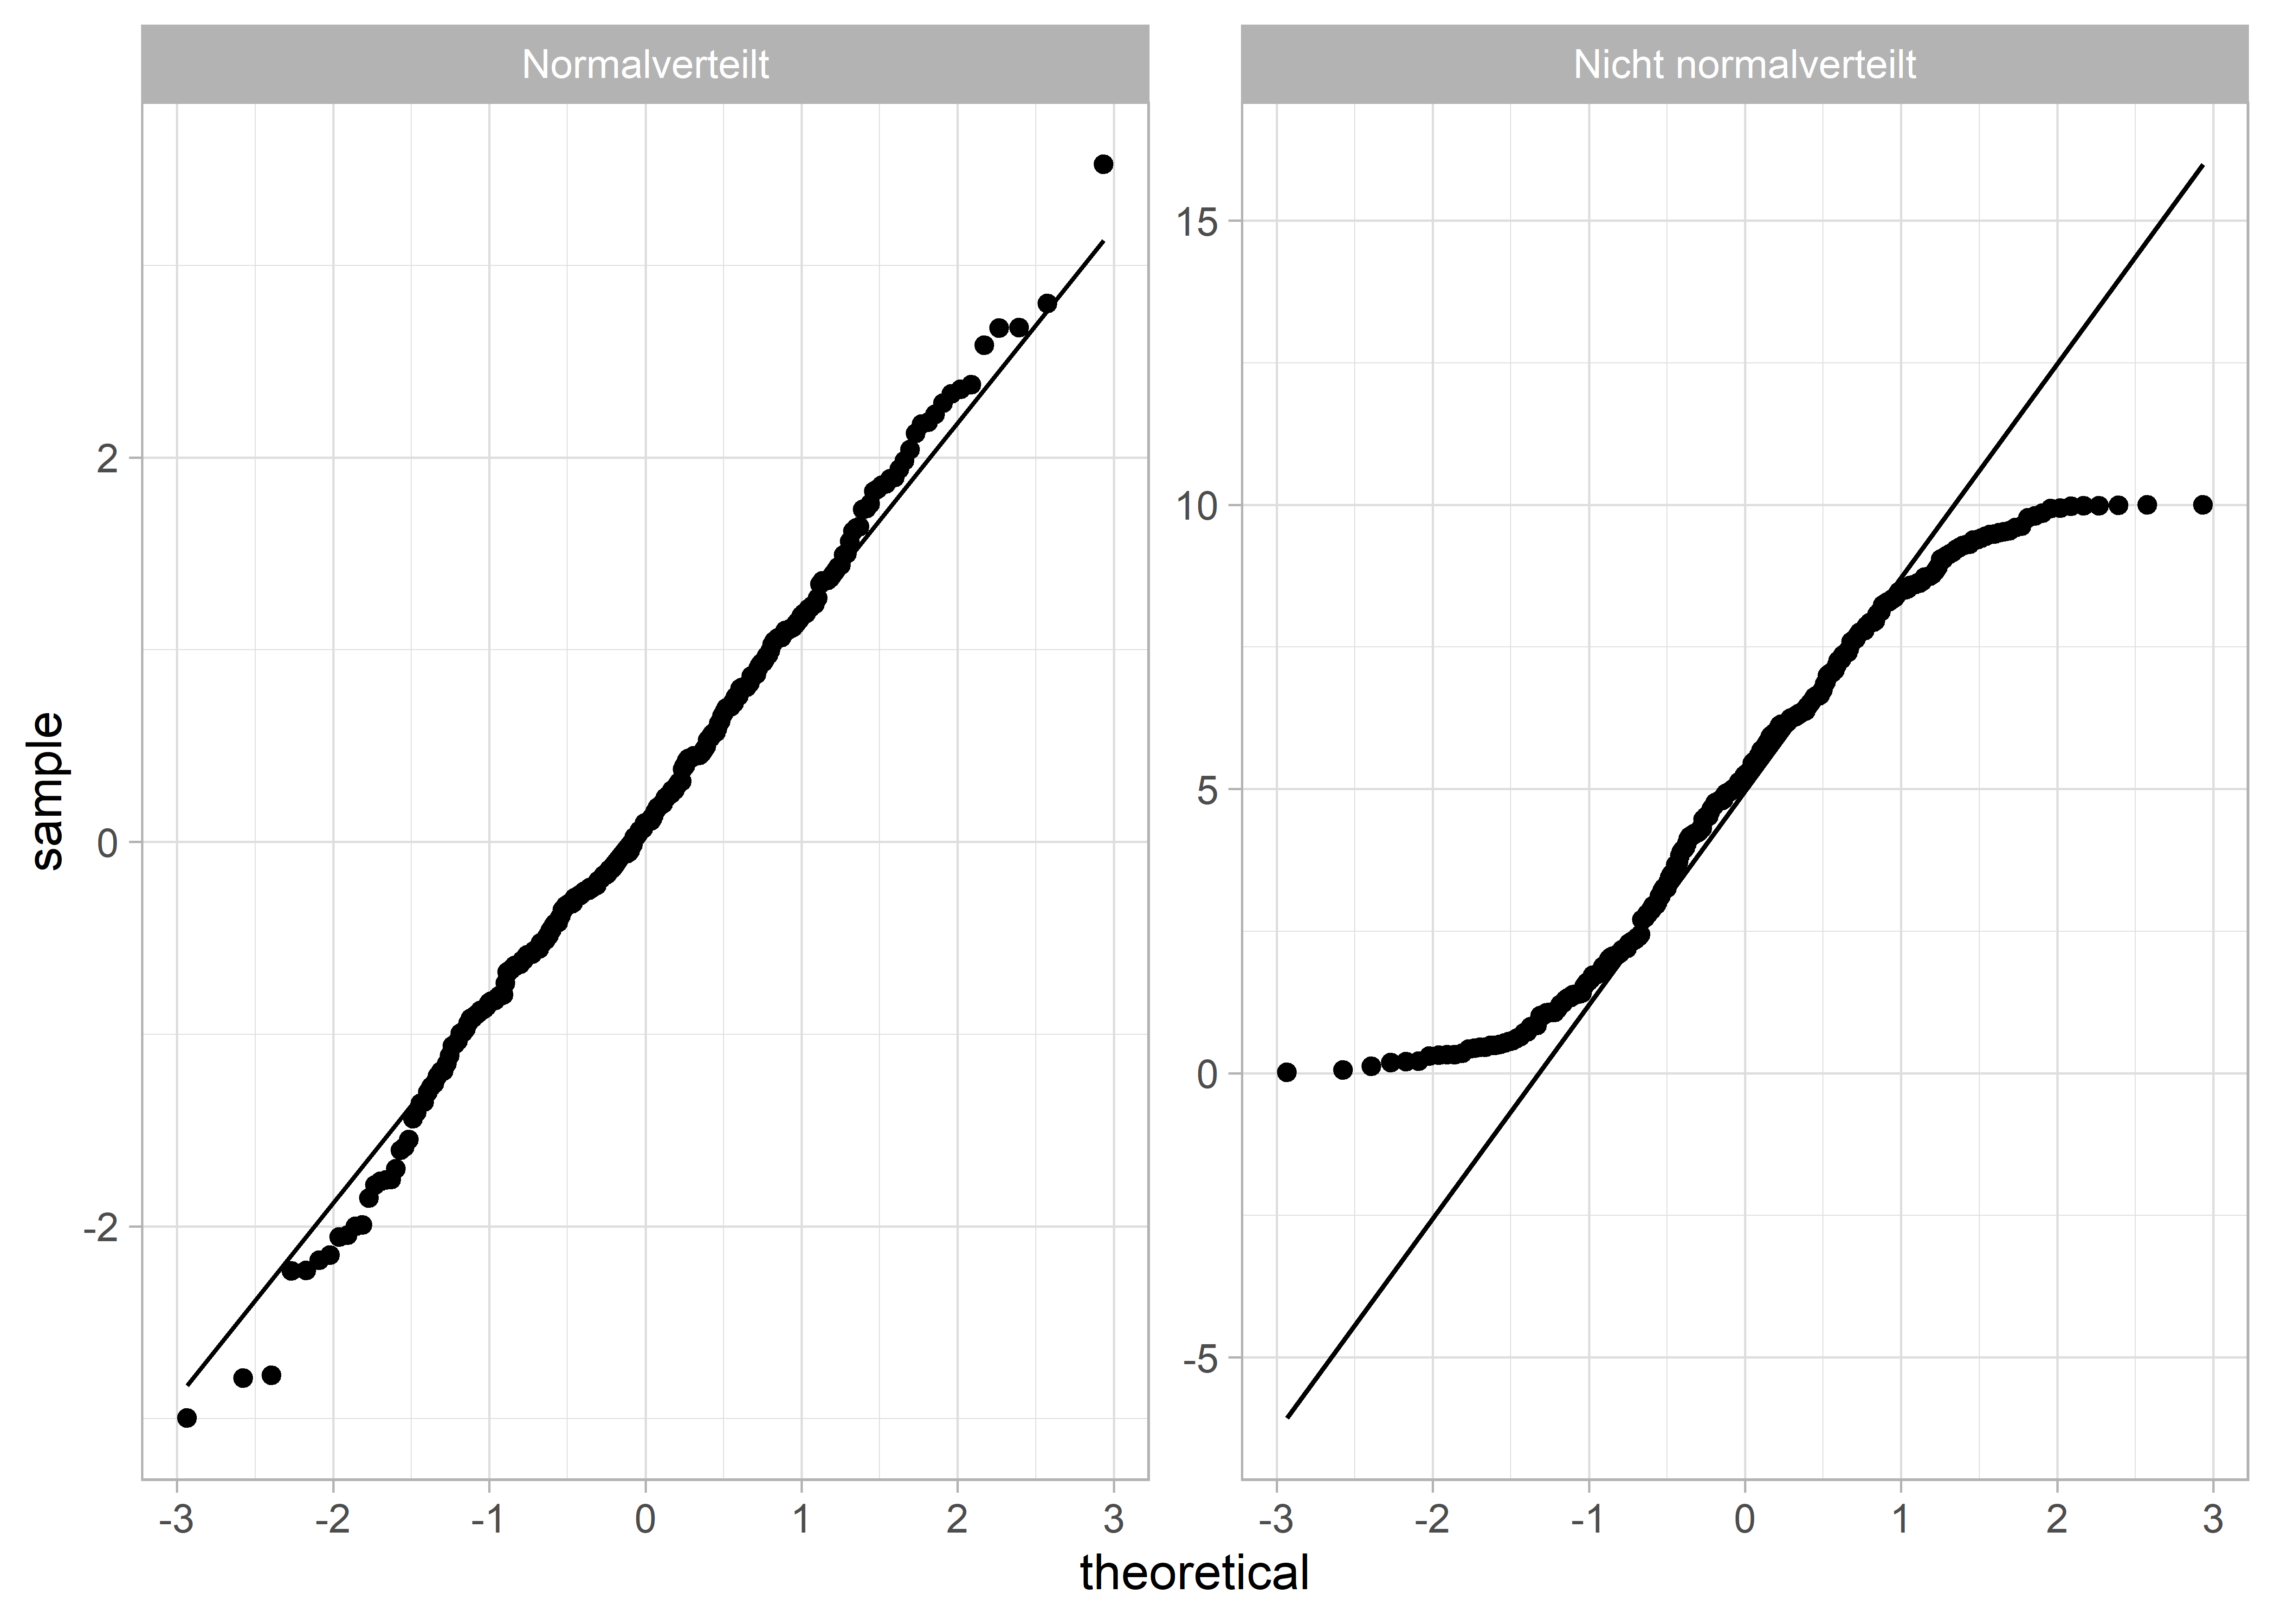 Normalverteilt
Nicht normalverteilt
sample
2
0
-2
15
10
5
0
-5
-3 -2 -1 0 1 2 3
-3 -2 -1 0 1 2 3
theoretical